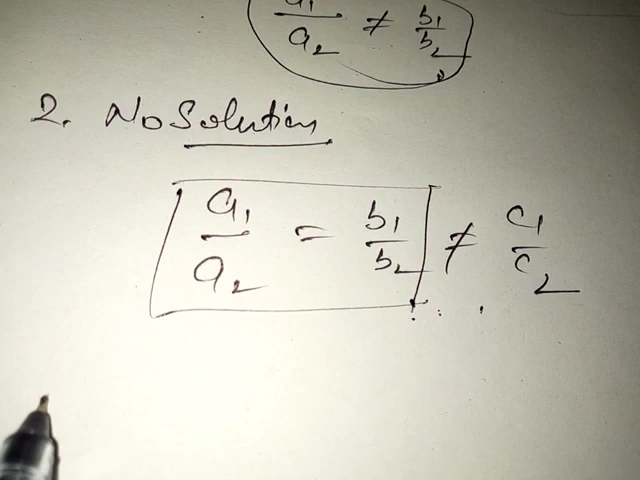 a1/a2 ≠ b1/b2
2. No Solution
a1/a2 = b1/b2 ≠ c1/c2